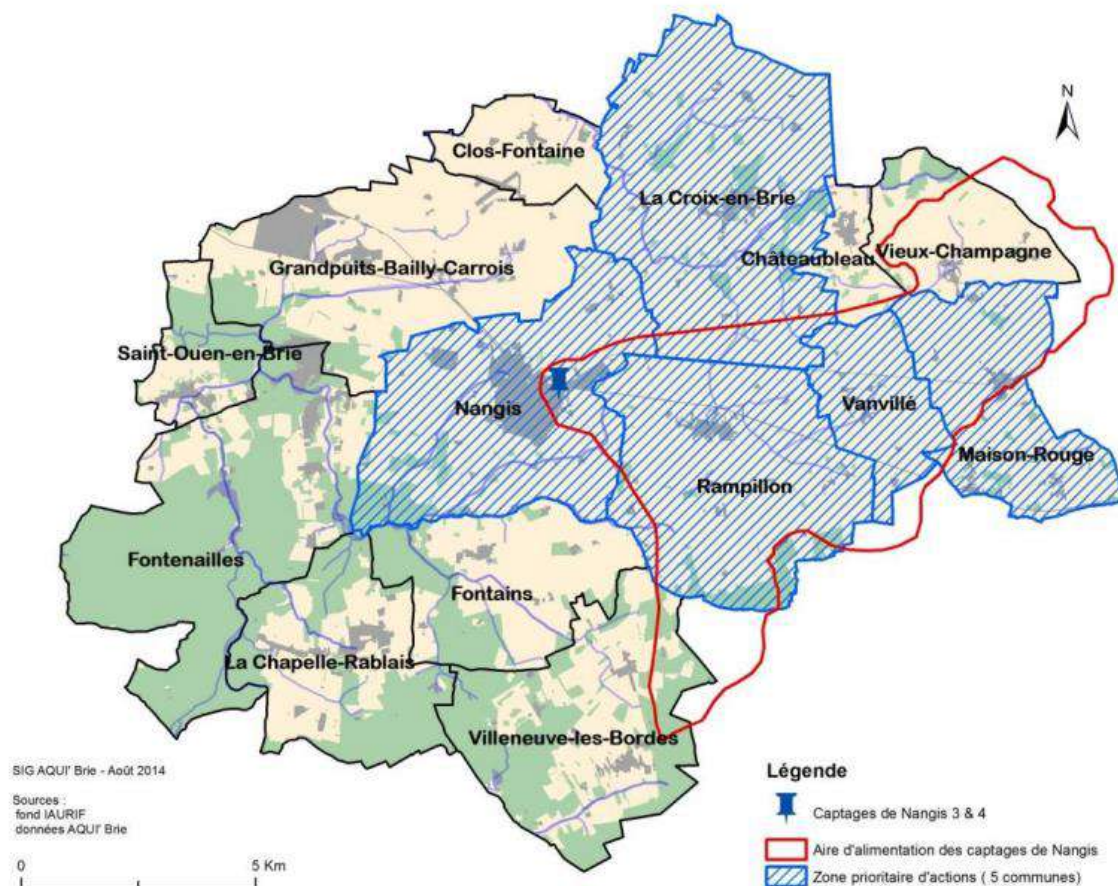 N
Clos-Fontaine
La Croix-en-Brie
Châteaubleau
Vieux-Champagne
Grandpuits-Bailly-Carrois
Saint-Ouen-en-Brie
Nangis
Vanvillé
Maison-Rouge
Rampillon
Fontenailles
Fontains
La Chapelle-Rablais
Villeneuve-les-Bordes
SIG AQUI' Brie - Août 2014
Sources :
fond IAURIF
données AQUI' Brie
0 5 Km
Légende
Captages de Nangis 3 & 4
Aire d'alimentation des captages de Nangis
Zone prioritaire d'actions ( 5 communes)